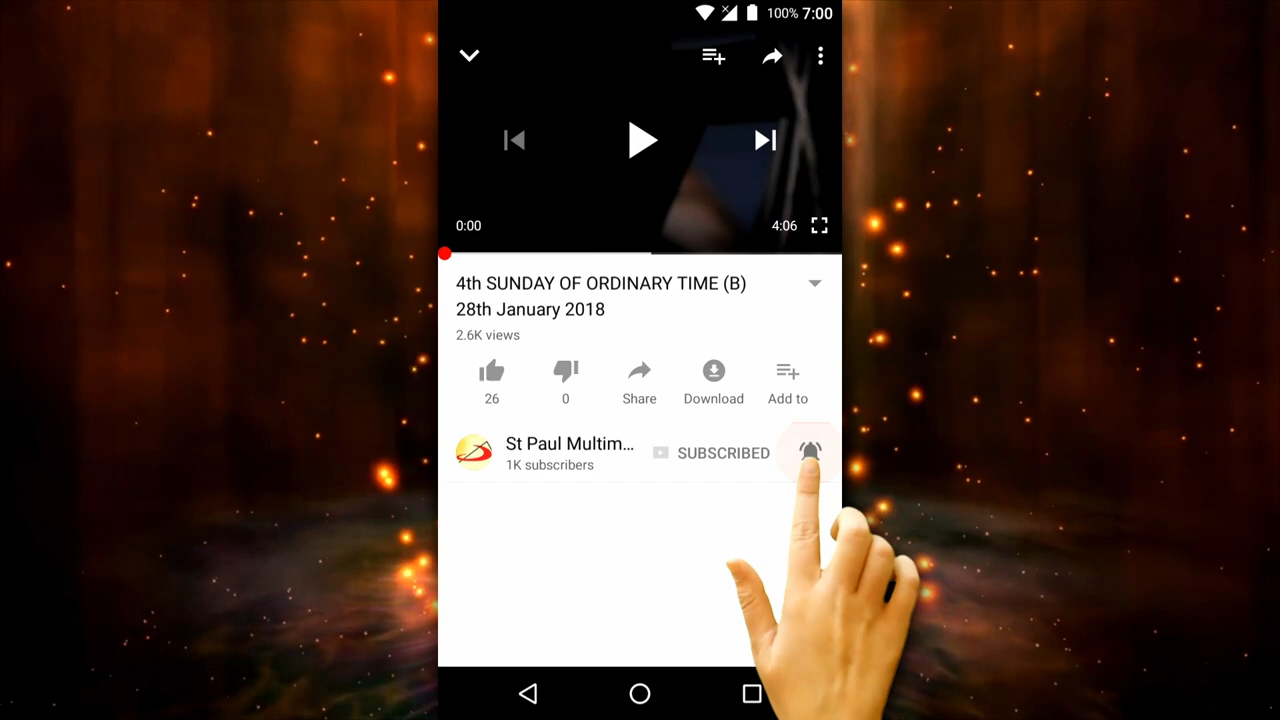 100% 7:00
0:00
4:06
4th SUNDAY OF ORDINARY TIME (B)
28th January 2018
2.6K views
26
0
Share
Download
Add to
St Paul Multim...
SUBSCRIBED
1K subscribers